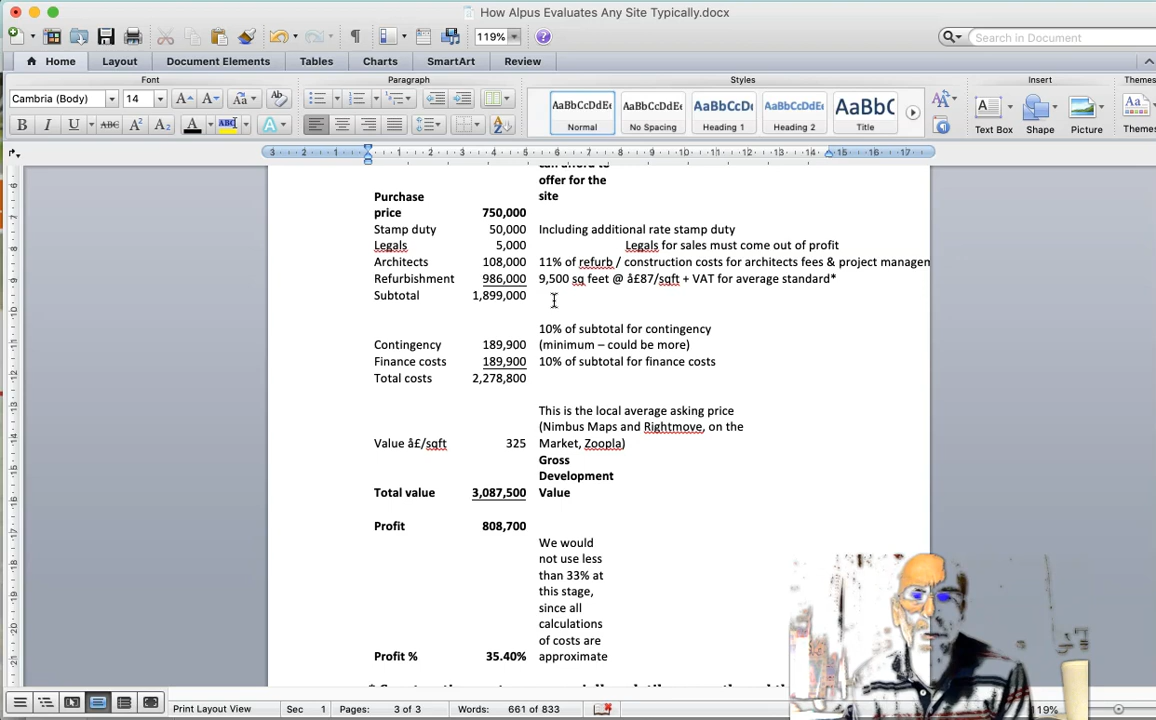 How Alpus Evaluates Any Site Typically.docx
119%
Search in Document
Home Layout Document Elements Tables Charts SmartArt Review
Font Paragraph Styles Insert Themes
Cambria (Body) 14
AaBbCcDdEe AaBbCcDdEe AaBbCcDc AaBbCcDdEe AaBbC
Normal No Spacing Heading 1 Heading 2 Title Text Box Shape Picture Themes
offer for the
Purchase site
price 750,000
Stamp duty 50,000 Including additional rate stamp duty
Legals 5,000 Legals for sales must come out of profit
Architects 108,000 11% of refurb / construction costs for architects fees & project managem
Refurbishment 986,000 9,500 sq feet @ å£87/sqft + VAT for average standard*
Subtotal 1,899,000
10% of subtotal for contingency
Contingency 189,900 (minimum – could be more)
Finance costs 189,900 10% of subtotal for finance costs
Total costs 2,278,800
This is the local average asking price
(Nimbus Maps and Rightmove, on the
Value å£/sqft 325 Market, Zoopla)
Gross
Development
Total value 3,087,500 Value
Profit 808,700
We would
not use less
than 33% at
this stage,
since all
calculations
of costs are
Profit % 35.40% approximate
Print Layout View Sec 1 Pages: 3 of 3 Words: 661 of 833 19%